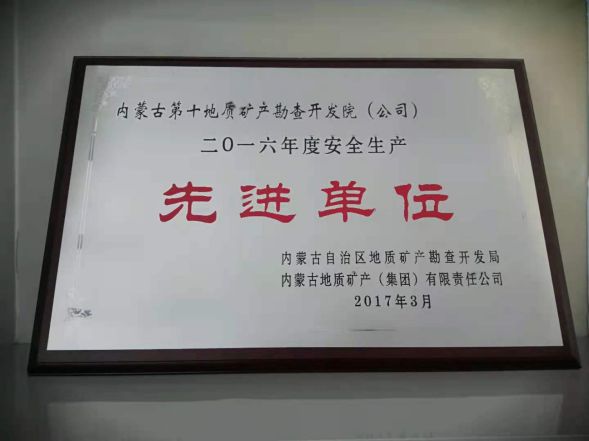 内蒙古第十地质矿产勘查开发院（公司）
二〇一六年度安全生产
先进单位
内蒙古自治区地质矿产勘查开发局
内蒙古地质矿产（集团）有限责任公司
2017年3月